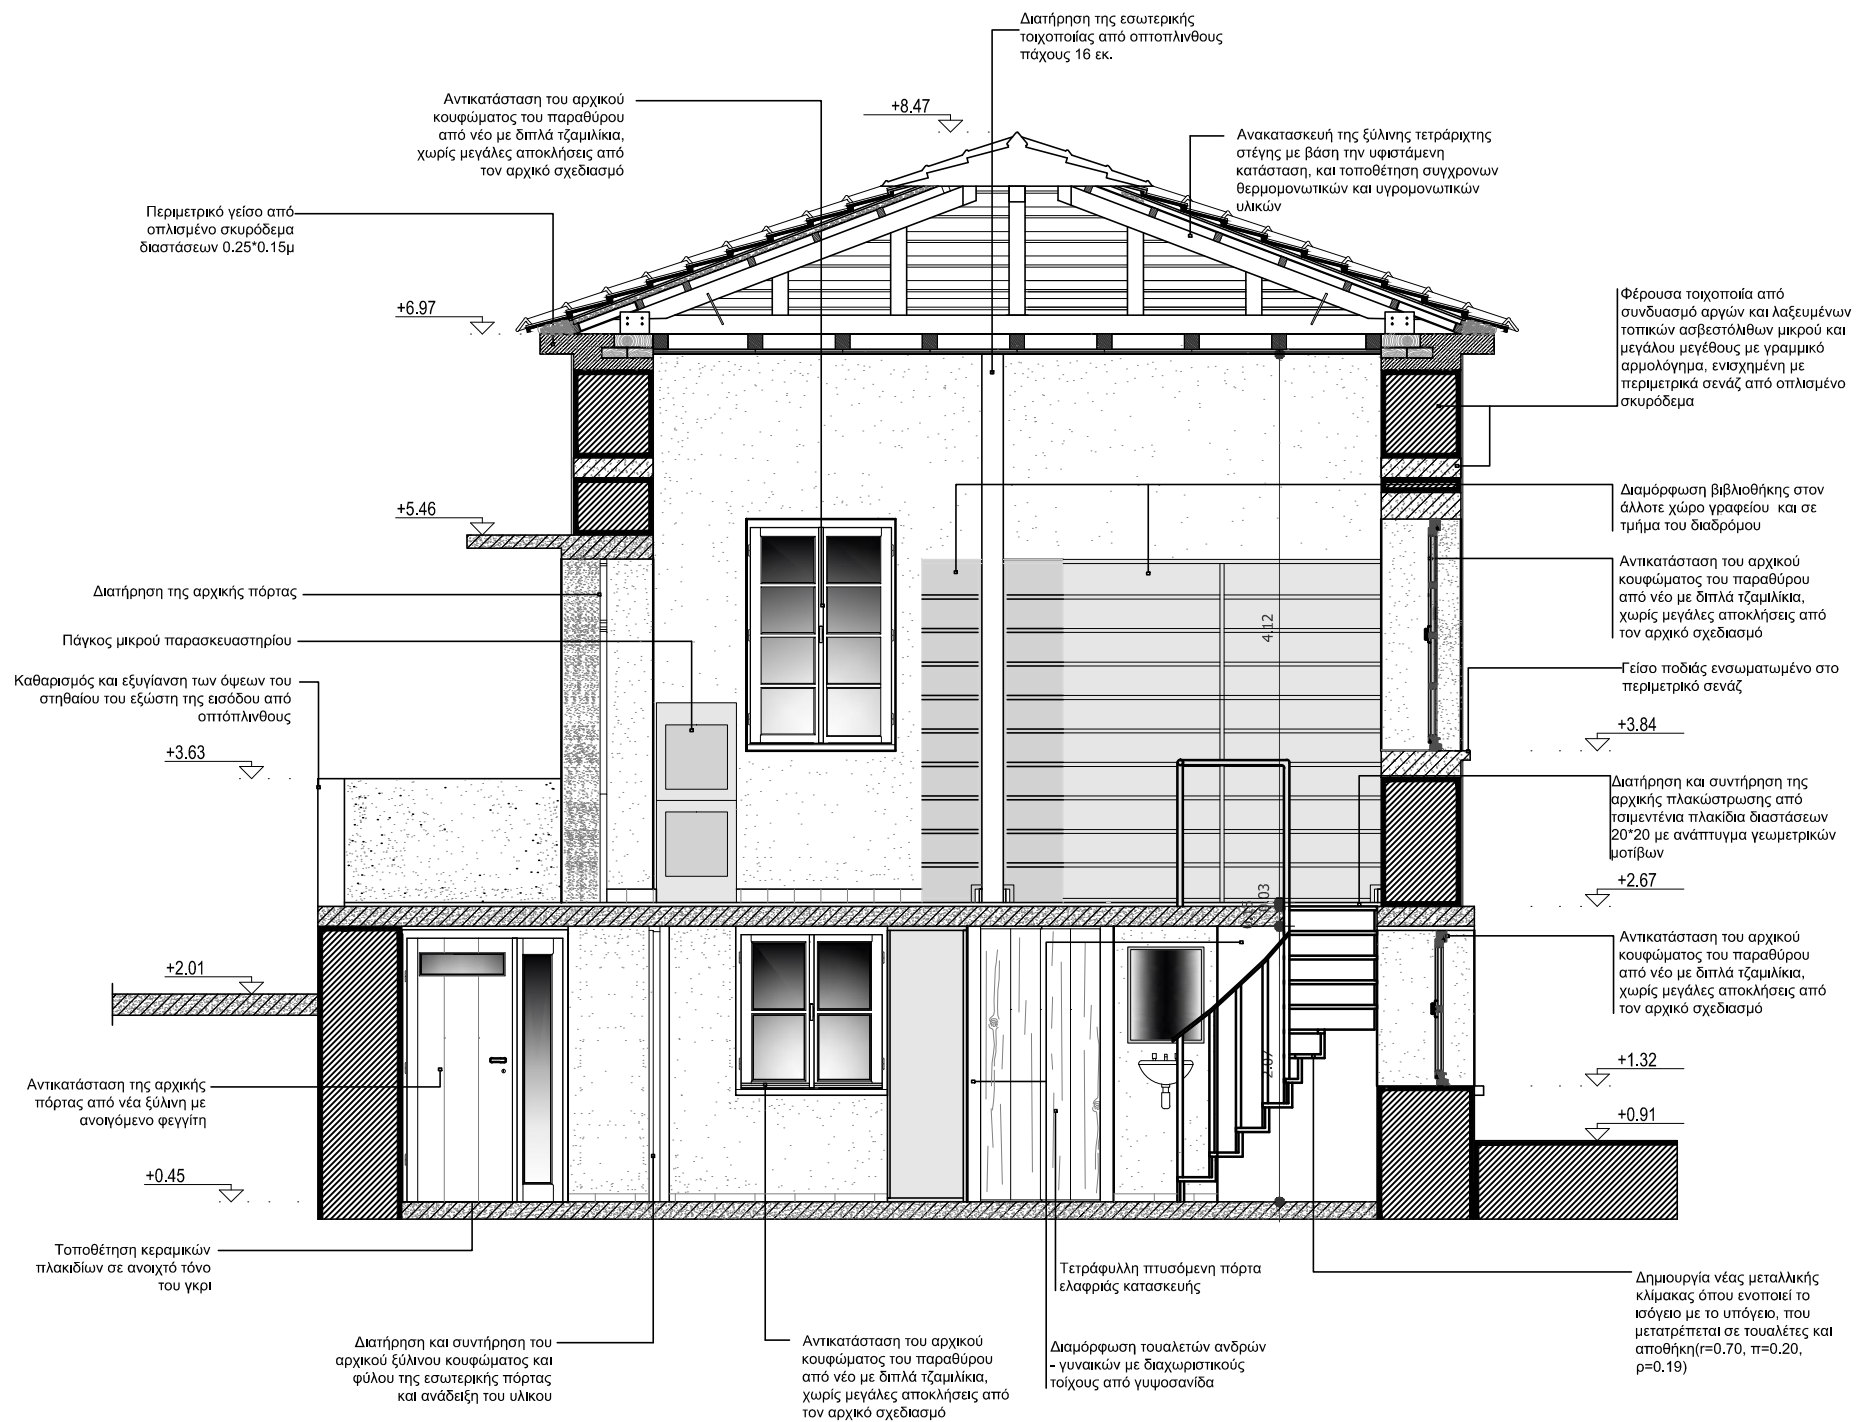 Διατήρηση της εσωτερικής
τοιχοποιίας από οπτοπλινθους
πάχους 16 εκ.
Αντικατάσταση του αρχικού
κουφώματος του παραθύρου
από νέο με διπλά τζαμιλίκια,
χωρίς μεγάλες αποκλήσεις από
τον αρχικό σχεδιασμό
+8.47
Ανακατασκευή της ξύλινης τετράριχτης
στέγης με βάση την υφιστάμενη
κατάσταση, και τοποθέτηση συγχρονων
θερμομονωτικών και υγρομονωτικών
υλικών
Περιμετρικό γείσο από
οπλισμένο σκυρόδεμα
διαστάσεων 0.25*0.15μ
+6.97
Φέρουσα τοιχοποιία από
συνδυασμό αργών και λαξευμένων
τοπικών ασβεστόλιθων μικρού και
μεγάλου μεγέθους με γραμμικό
αρμολόγημα, ενισχημένη με
περιμετρικά σενάζ από οπλισμένο
σκυρόδεμα
+5.46
Διαμόρφωση βιβλιοθήκης στον
άλλοτε χώρο γραφείου  και σε
τμήμα του διαδρόμου
Αντικατάσταση του αρχικού
κουφώματος του παραθύρου
από νέο με διπλά τζαμιλίκια,
χωρίς μεγάλες αποκλήσεις από
τον αρχικό σχεδιασμό
Διατήρηση της αρχικής πόρτας
Πάγκος μικρού παρασκευαστηρίου
4.12
Γείσο ποδιάς ενσωματωμένο στο
περιμετρικό σενάζ
Καθαρισμός και εξυγίανση των όψεων του
στηθαίου του εξώστη της εισόδου από
οπτόπλινθους
+3.63
+3.84
Διατήρηση και συντήρηση της
αρχικής πλακώστρωσης από
τσιμεντένια πλακίδια διαστάσεων
20*20 με ανάπτυγμα γεωμετρικών
μοτίβων
+2.67
Αντικατάσταση του αρχικού
κουφώματος του παραθύρου
από νέο με διπλά τζαμιλίκια,
χωρίς μεγάλες αποκλήσεις από
τον αρχικό σχεδιασμό
+2.01
2.07
+1.32
+0.91
Αντικατάσταση της αρχικής
πόρτας από νέα ξύλινη με
ανοιγόμενο φεγγίτη
+0.45
Τοποθέτηση κεραμικών
πλακιδίων σε ανοιχτό τόνο
του γκρι
Τετράφυλλη πτυσόμενη πόρτα
ελαφριάς κατασκευής
Δημιουργία νέας μεταλλικής
κλίμακας όπου ενοποιεί το
ισόγειο με το υπόγειο, που
μετατρέπεται σε τουαλέτες και
αποθήκη(r=0.70, π=0.20,
ρ=0.19)
Διατήρηση και συντήρηση του
αρχικού ξύλινου κουφώματος και
φύλου της εσωτερικής πόρτας
και ανάδειξη του υλικου
Αντικατάσταση του αρχικού
κουφώματος του παραθύρου
από νέο με διπλά τζαμιλίκια,
χωρίς μεγάλες αποκλήσεις από
τον αρχικό σχεδιασμό
Διαμόρφωση τουαλετών ανδρών
- γυναικών με διαχωριστικούς
τοίχους από γυψοσανίδα